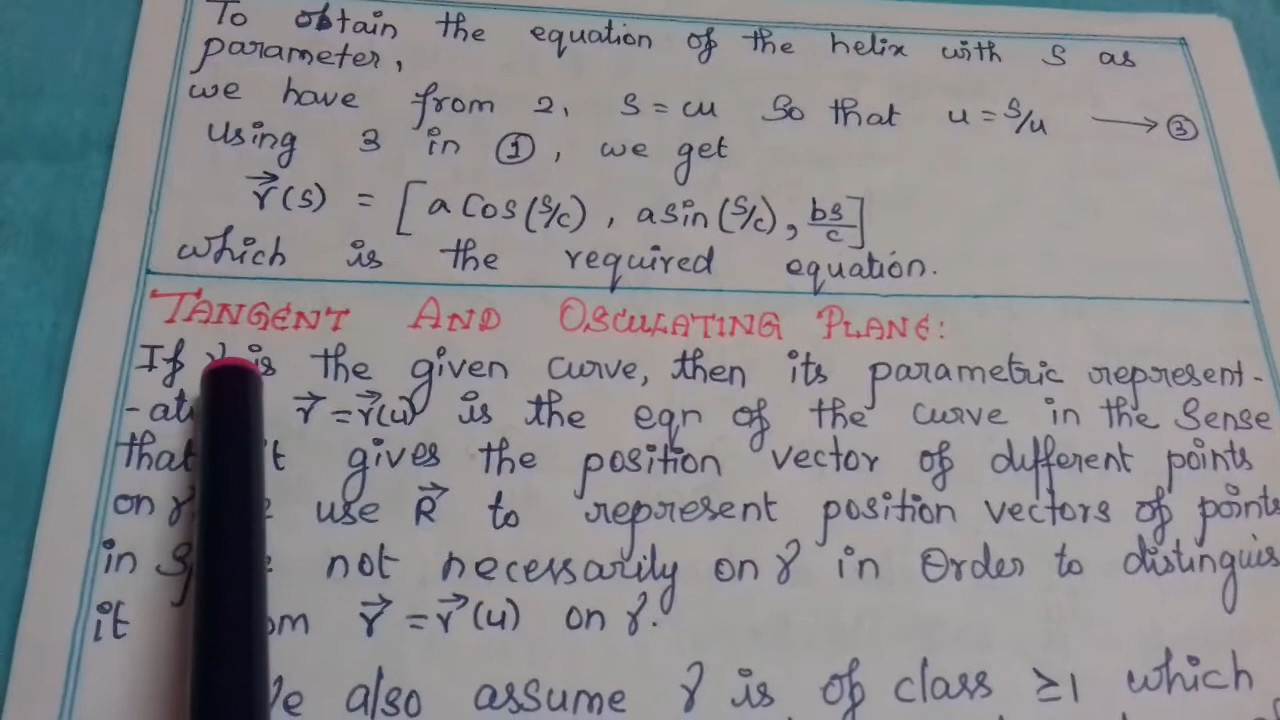 To obtain the equation of the helix with S as
parameter,
we have from 2, S = cu So that u = S/u → ③
Using 3 in ①, we get
r⃗(s) = [a Cos(S/c), a sin(S/c), bs/c]
which is the required equation.
TANGENT AND OSCULATING PLANE:
If is the given curve, then its parametric represent-
r⃗ = r⃗(u) is the eqn of the curve in the Sense
that gives the position vector of different points
on γ use R⃗ to represent position vectors of points
in not necessarily on γ in Order to distinguis
it r⃗ = r⃗(u) on γ.
also assume γ is of class ≥1 which